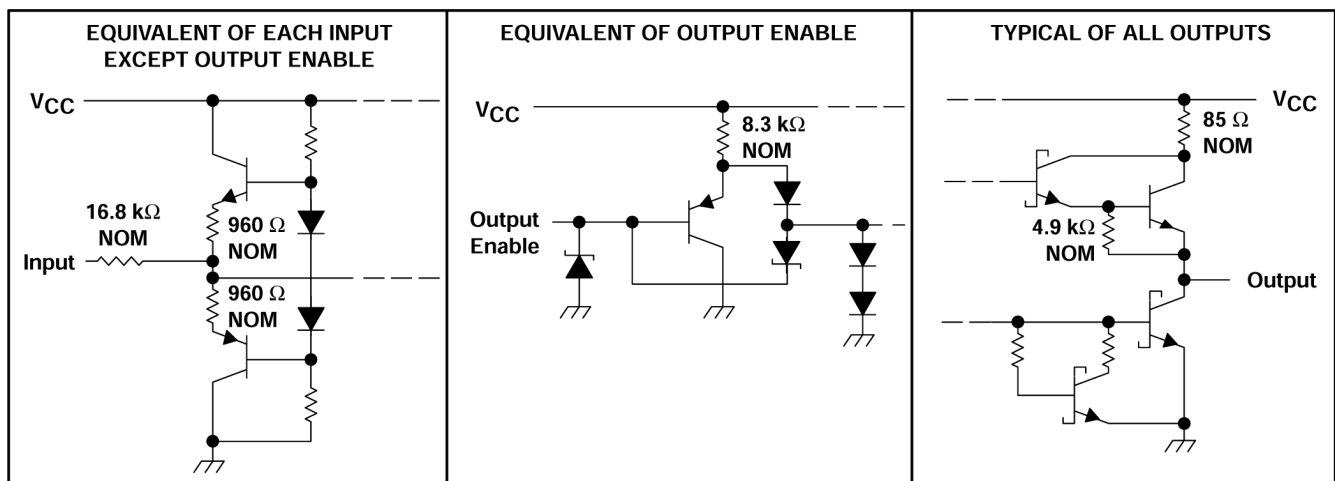 EQUIVALENT OF EACH INPUT
EXCEPT OUTPUT ENABLE
VCC
16.8 kΩ
NOM
960 Ω
NOM
Input
960 Ω
NOM
EQUIVALENT OF OUTPUT ENABLE
VCC
8.3 kΩ
NOM
Output
Enable
TYPICAL OF ALL OUTPUTS
VCC
85 Ω
NOM
4.9 kΩ
NOM
Output